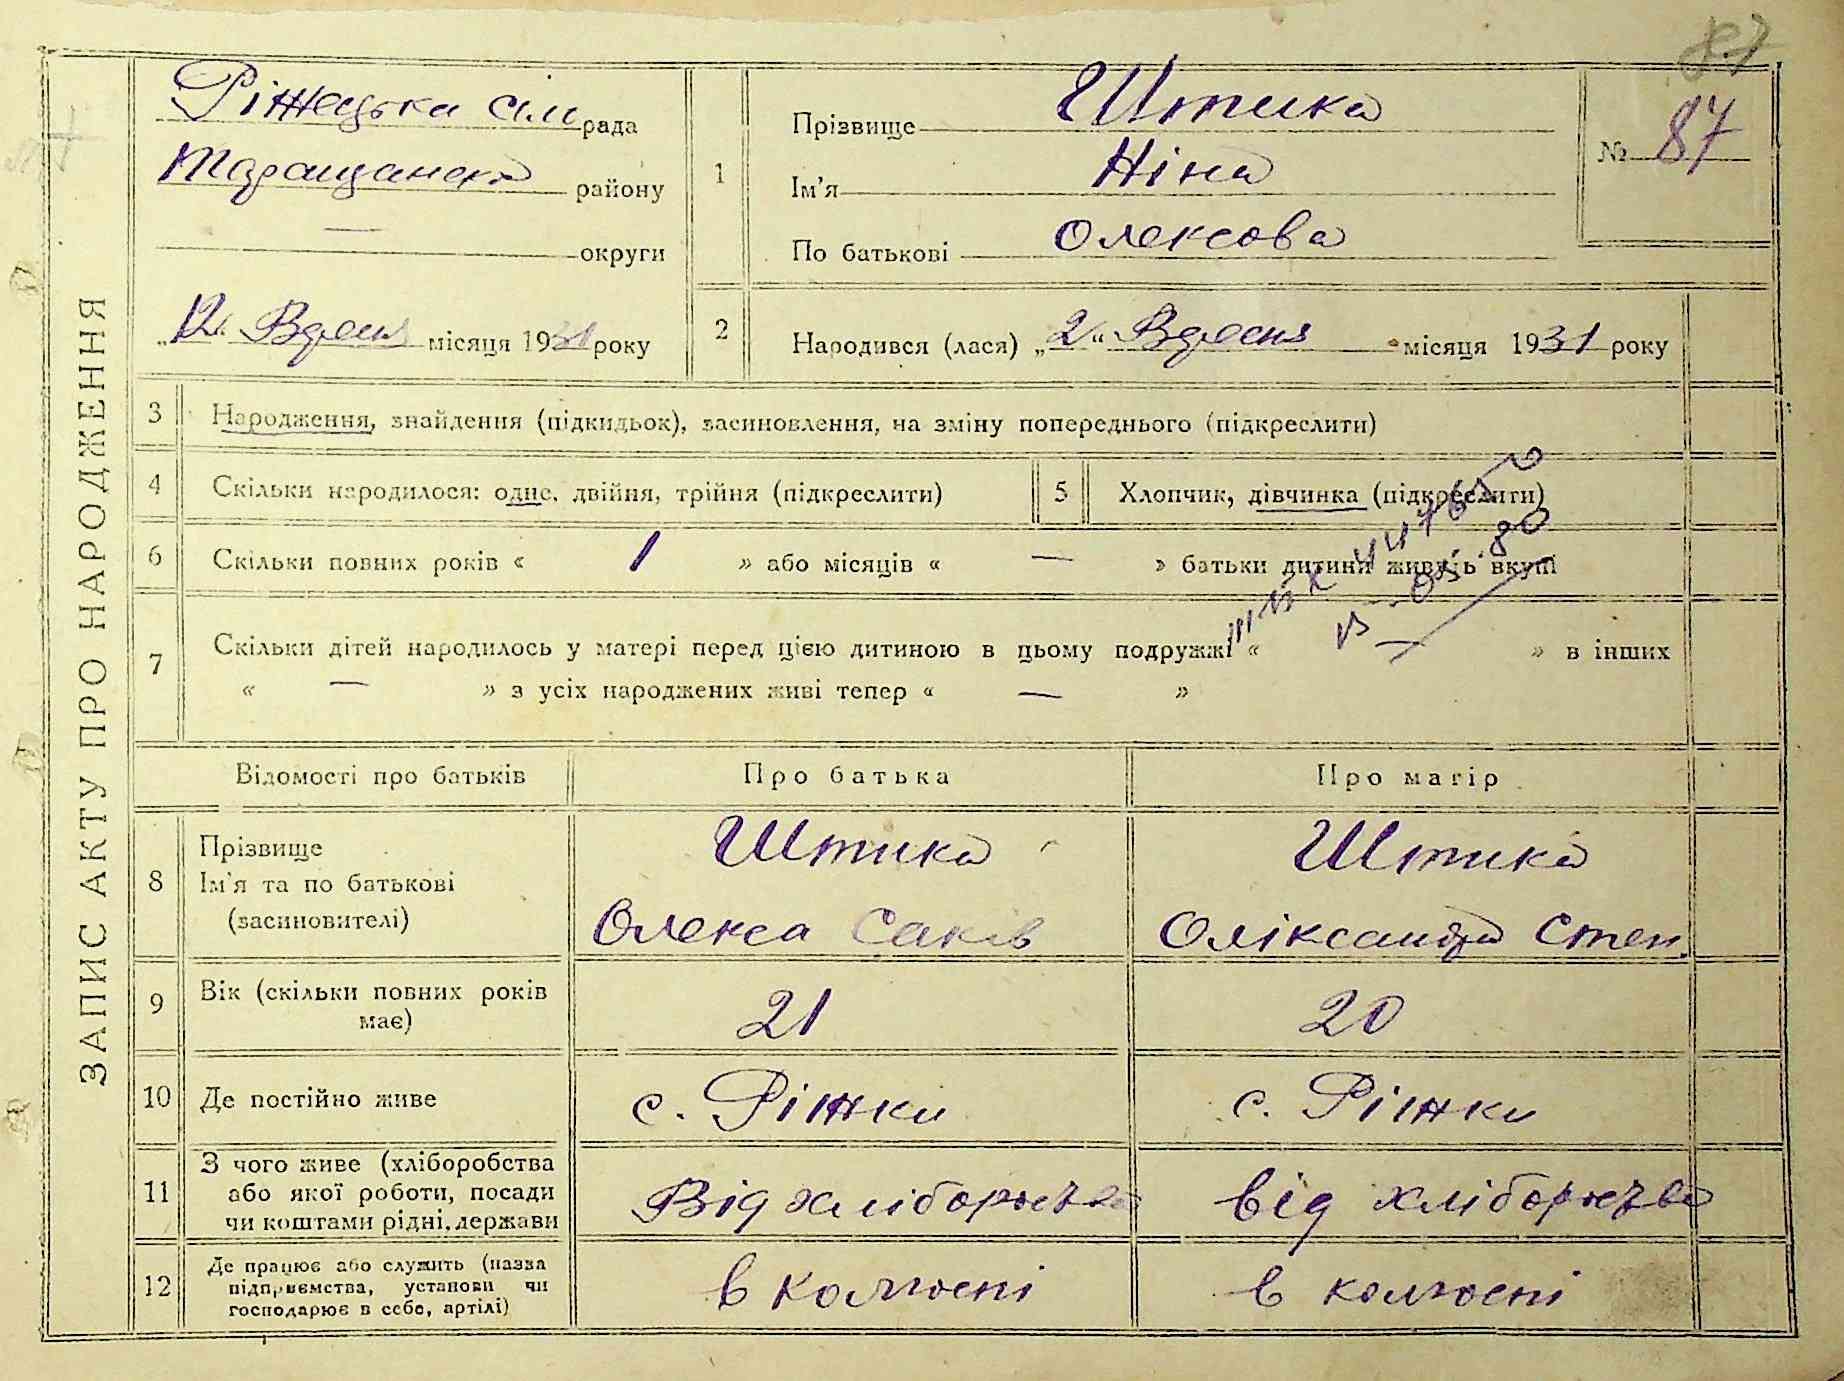 87
ЗАПИС АКТУ ПРО НАРОДЖЕННЯ
Ріжецька сіль рада
Таращанськ району
— округи
„12“ Вдресня місяця 1931 року
1
Прізвище Штика
Ім'я Ніна
По батькові Олексова
№ 87
2
Народився (лася) „2“ Вдресня місяця 1931 року
3 Народження, знайдення (підкидьок), засиновлення, на зміну попереднього (підкреслити)
4 Скільки народилося: одне, двійня, трійня (підкреслити)
5 Хлопчик, дівчинка (підкреслити)
6 Скільки повних років « 1 » або місяців « — » батьки дитини живуть вкупі
7 Скільки дітей народилось у матері перед цією дитиною в цьому подружжі « — » в інших
« — » з усіх народжених живі тепер « — »
Відомості про батьків Про батька Про матір
8 Прізвище
Ім'я та по батькові
(засиновителі)
Штика
Олекса Саків
Штика
Оліксандра Степ.
9 Вік (скільки повних років
має)
21
20
10 Де постійно живе с. Ріжки с. Ріжки
11 З чого живе (хліборобства
або якої роботи, посади
чи коштами рідні, держави
Від хліборобства
від хліборобства
12 Де працює або служить (назва
підприємства, установи чи
господарює в себе, артілі)
в колгоспі
в колгоспі